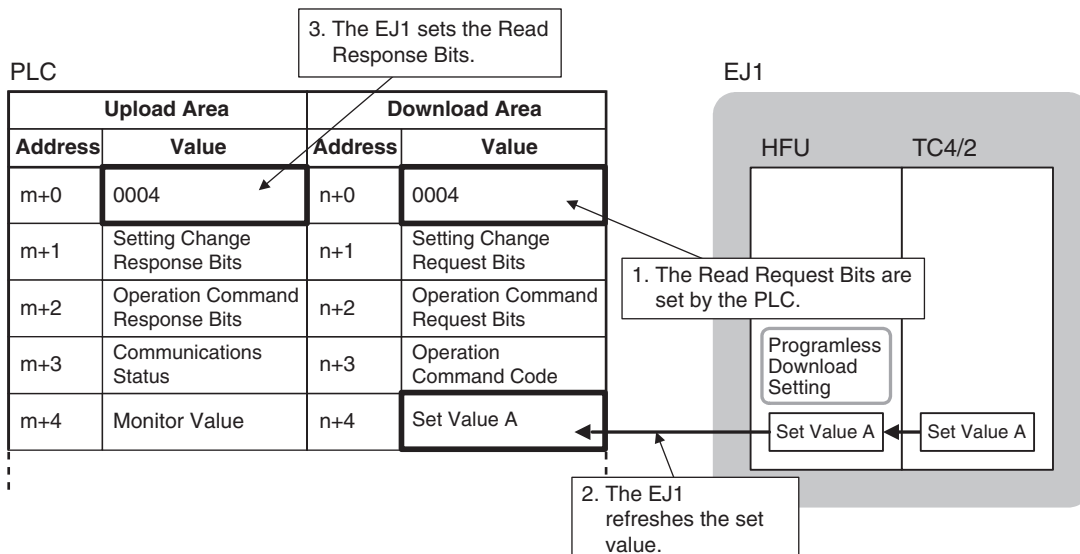 3. The EJ1 sets the Read
Response Bits.
PLC
EJ1
Upload Area Download Area
Address Value Address Value
HFU TC4/2
m+0 0004 n+0 0004
m+1 Setting Change
Response Bits n+1 Setting Change
Request Bits
1. The Read Request Bits are
set by the PLC.
m+2 Operation Command
Response Bits n+2 Operation Command
Request Bits
m+3 Communications
Status n+3 Operation
Command Code
Programless
Download
Setting
m+4 Monitor Value n+4 Set Value A
Set Value A Set Value A
2. The EJ1
refreshes the set
value.